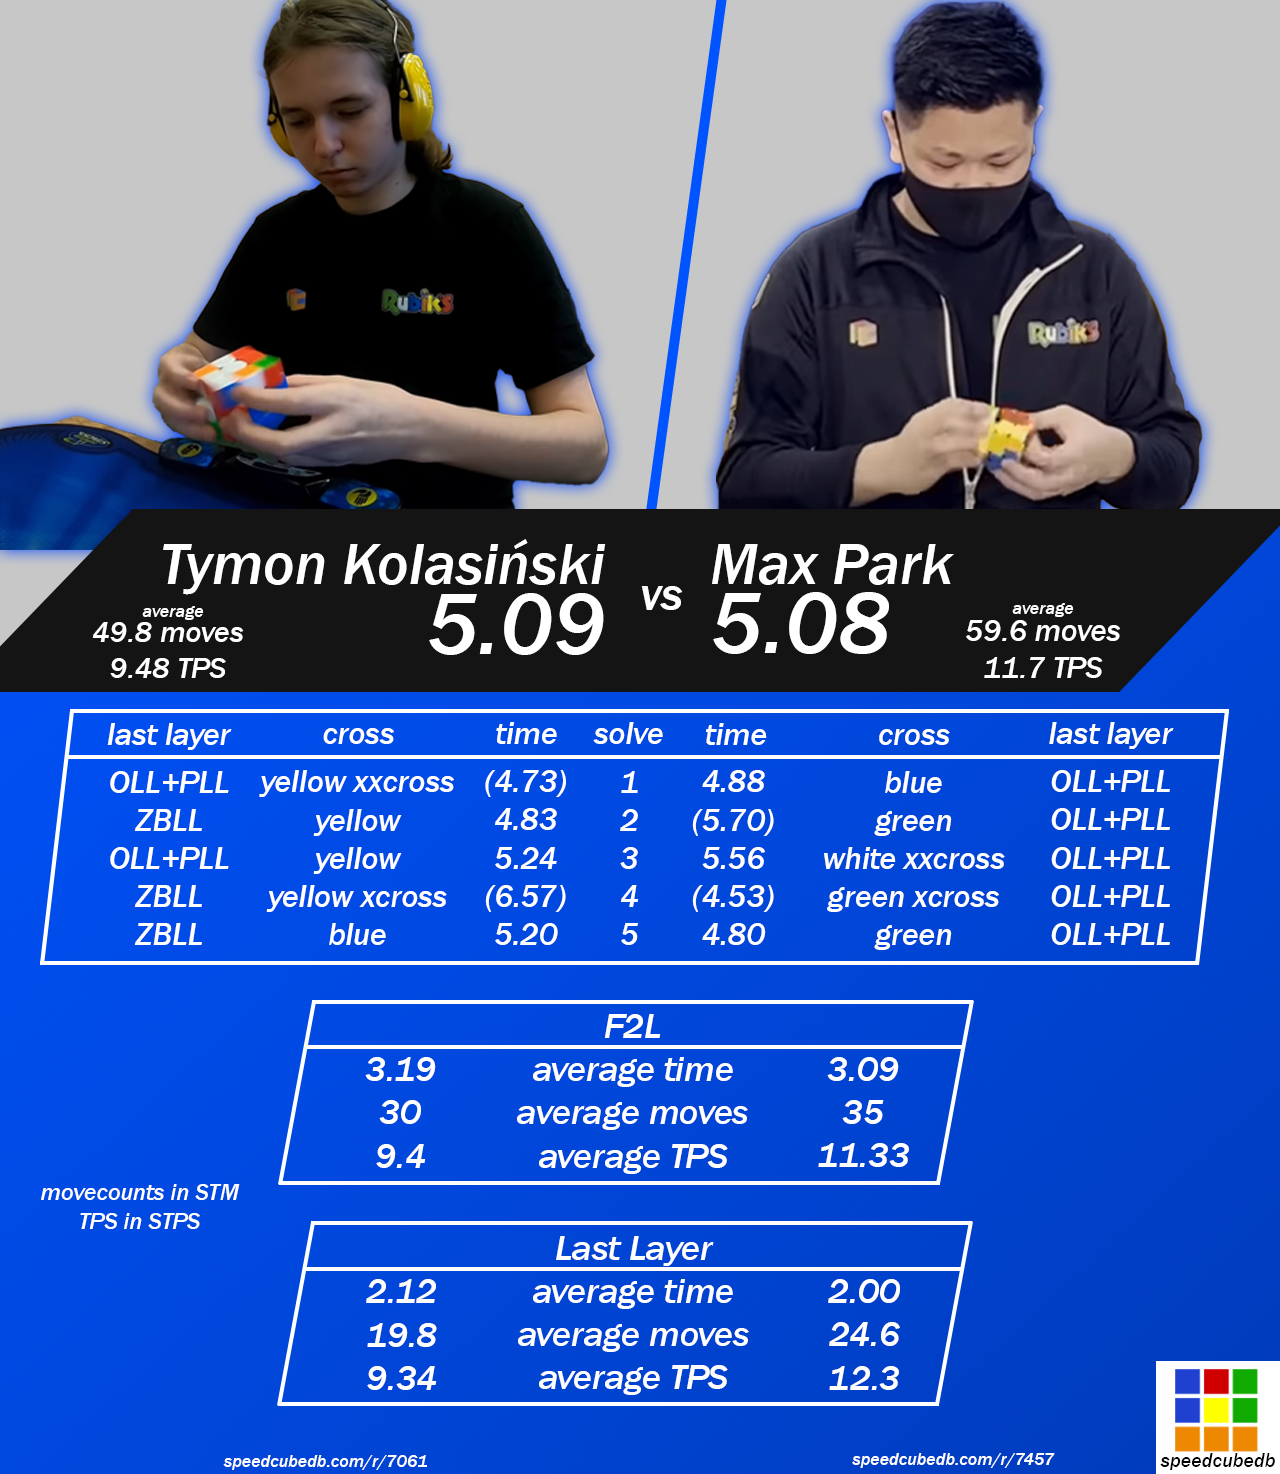 Rubik's
Rubik's
Tymon Kolasiński
5.09
vs
Max Park
5.08
average
49.8 moves
9.48 TPS
average
59.6 moves
11.7 TPS
last layer cross time solve time cross last layer
OLL+PLL yellow xxcross (4.73) 1 4.88 blue OLL+PLL
ZBLL yellow 4.83 2 (5.70) green OLL+PLL
OLL+PLL yellow 5.24 3 5.56 white xxcross OLL+PLL
ZBLL yellow xcross (6.57) 4 (4.53) green xcross OLL+PLL
ZBLL blue 5.20 5 4.80 green OLL+PLL
F2L
3.19 average time 3.09
30 average moves 35
9.4 average TPS 11.33
movecounts in STM
TPS in STPS
Last Layer
2.12 average time 2.00
19.8 average moves 24.6
9.34 average TPS 12.3
speedcubedb.com/r/7061
speedcubedb.com/r/7457
speedcubedb